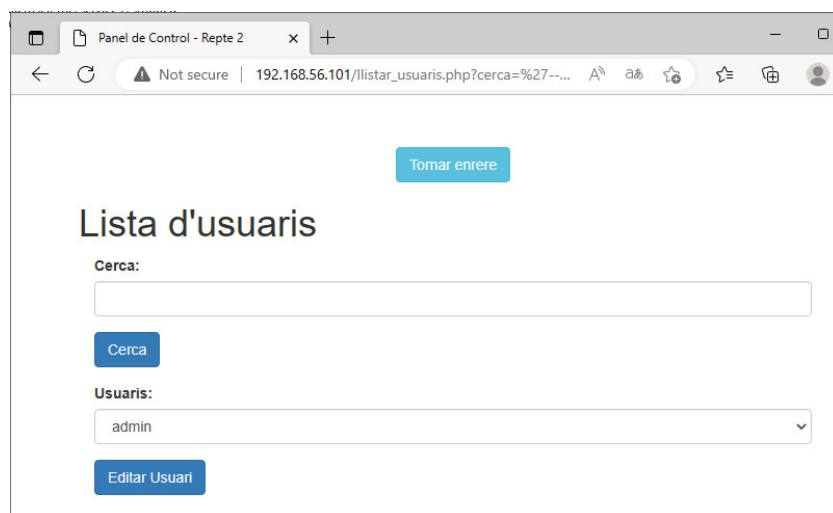 Panel de Control - Repte 2
Not secure | 192.168.56.101/llistar_usuaris.php?cerca=%27--...
Tornar enrere
Lista d'usuaris
Cerca:
Cerca
Usuaris:
admin
Editar Usuari